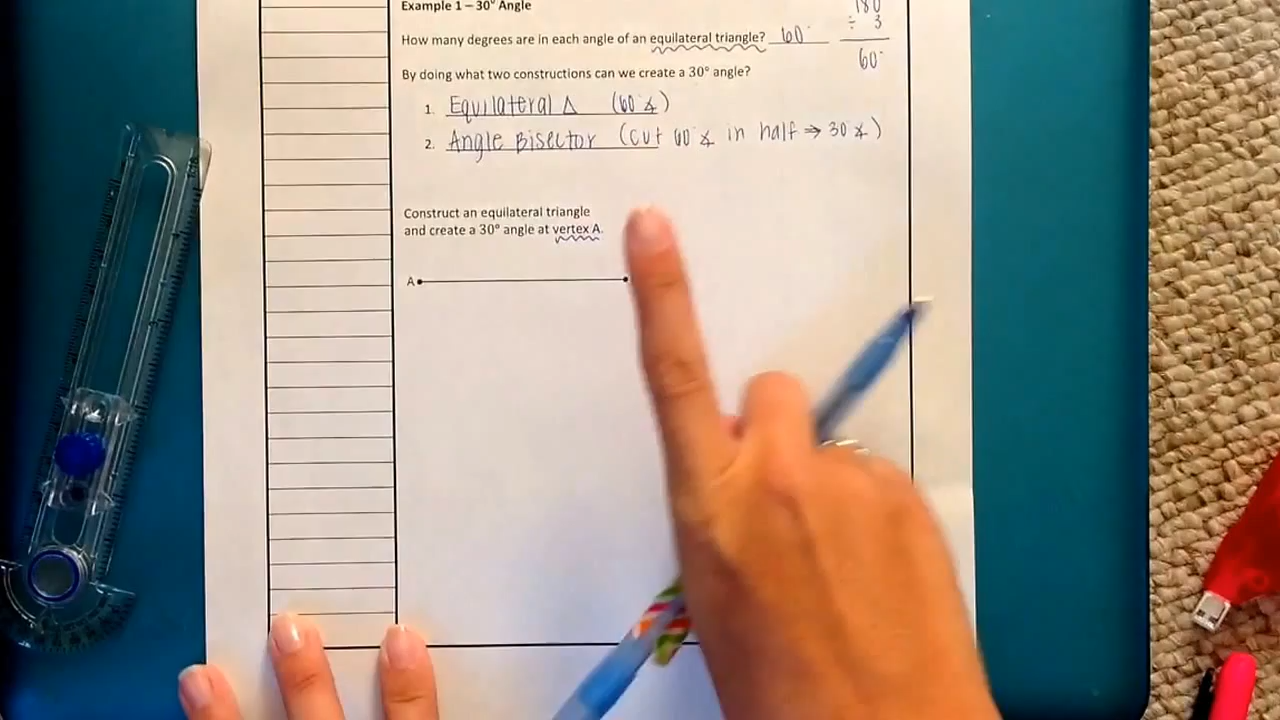 Example 1 – 30° Angle
180
÷ 3
60°
How many degrees are in each angle of an equilateral triangle? 60°
By doing what two constructions can we create a 30° angle?
1. Equilateral △ (60°∡)
2. Angle Bisector (cut 60°∡ in half ⇒ 30°∡)
Construct an equilateral triangle
and create a 30° angle at vertex A.
A